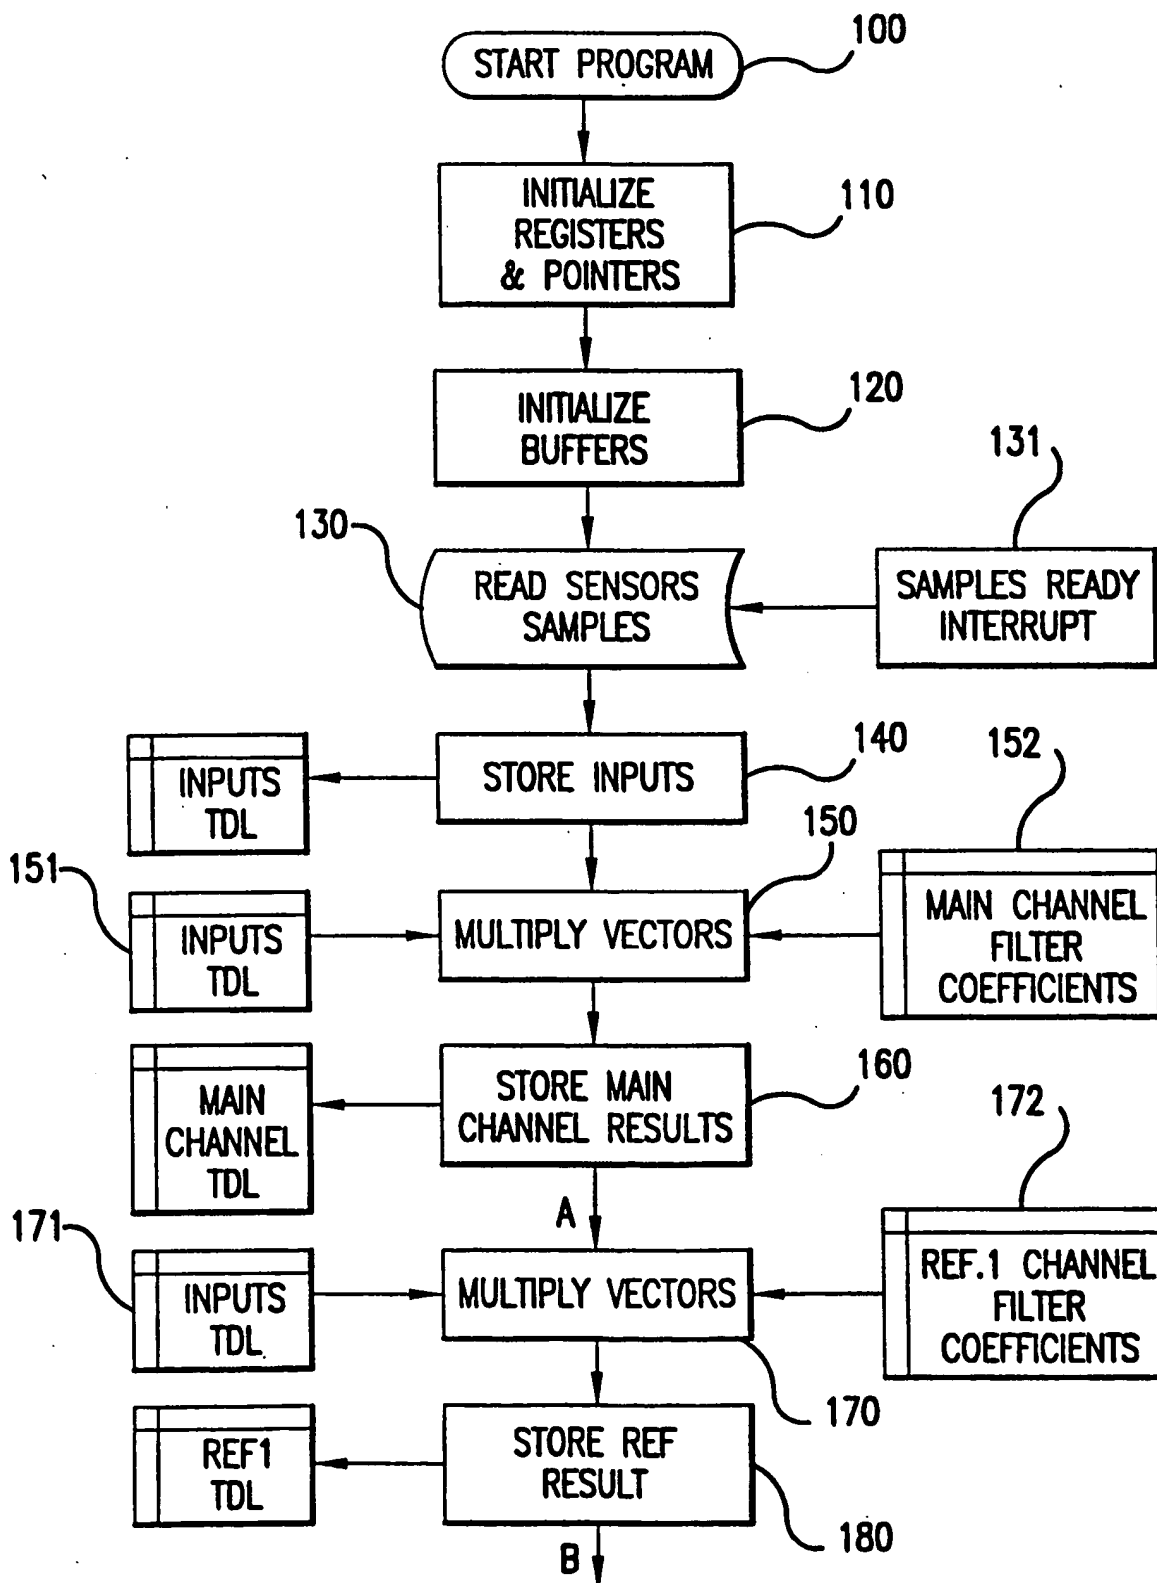 100
START PROGRAM
110
INITIALIZE
REGISTERS
& POINTERS
120
INITIALIZE
BUFFERS
131
130
READ SENSORS
SAMPLES
SAMPLES READY
INTERRUPT
140
152
INPUTS
TDL
STORE INPUTS
150
151
INPUTS
TDL
MULTIPLY VECTORS
MAIN CHANNEL
FILTER
COEFFICIENTS
160
MAIN
CHANNEL
TDL
STORE MAIN
CHANNEL RESULTS
172
A
171
INPUTS
TDL
MULTIPLY VECTORS
REF.1 CHANNEL
FILTER
COEFFICIENTS
170
REF1
TDL
STORE REF
RESULT
180
B